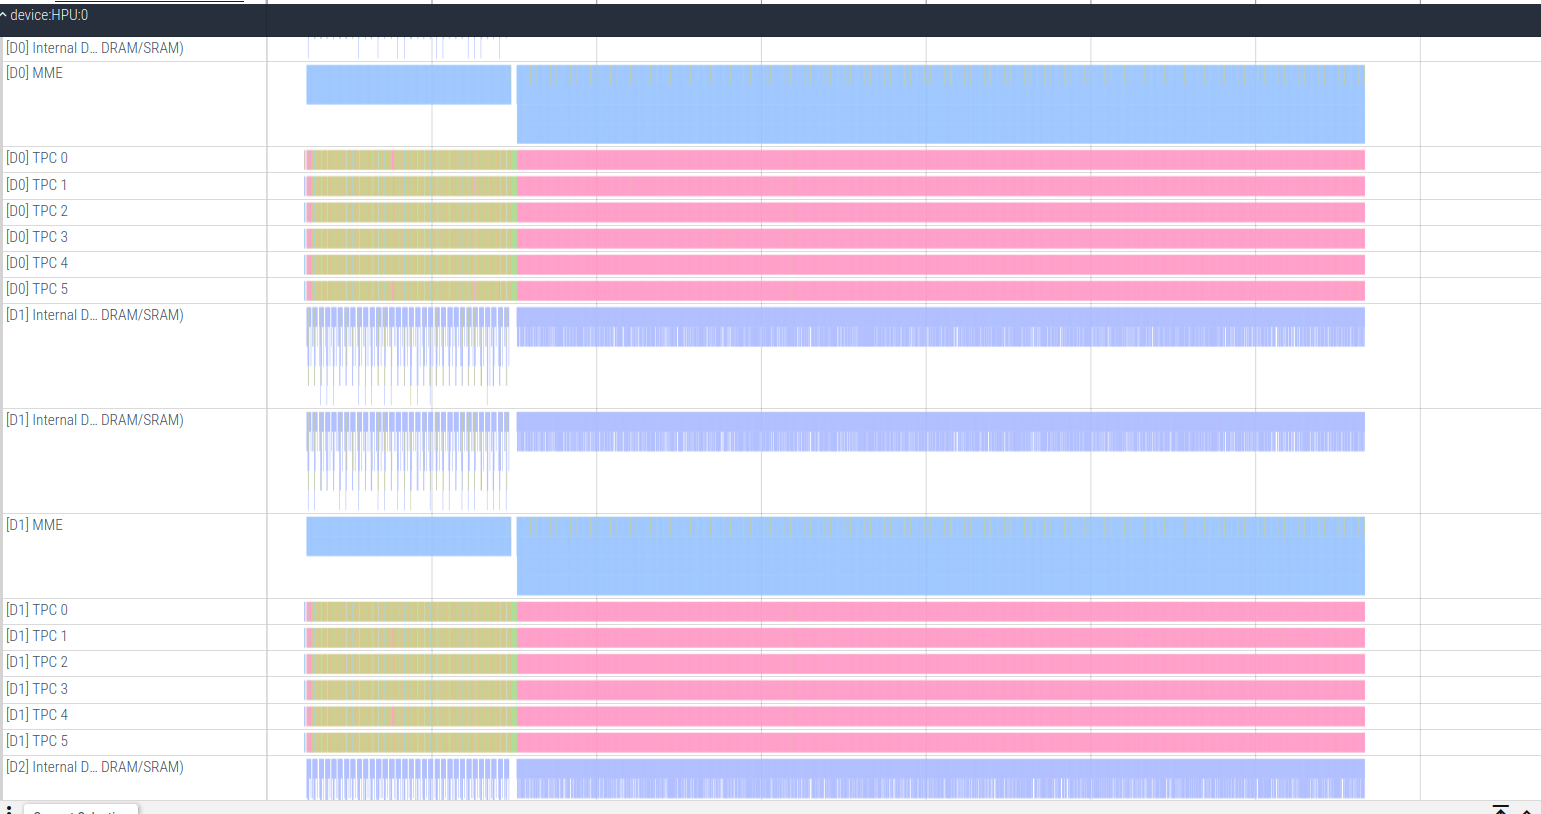 device:HPU:0
[D0] Internal D... DRAM/SRAM)
[D0] MME
[D0] TPC 0
[D0] TPC 1
[D0] TPC 2
[D0] TPC 3
[D0] TPC 4
[D0] TPC 5
[D1] Internal D... DRAM/SRAM)
[D1] Internal D... DRAM/SRAM)
[D1] MME
[D1] TPC 0
[D1] TPC 1
[D1] TPC 2
[D1] TPC 3
[D1] TPC 4
[D1] TPC 5
[D2] Internal D... DRAM/SRAM)